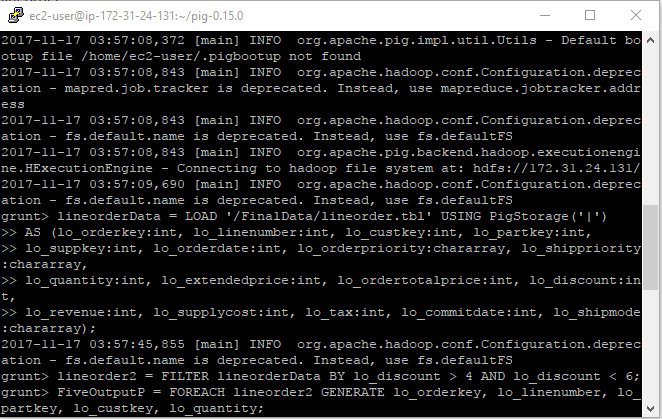 ec2-user@ip-172-31-24-131:~/pig-0.15.0
2017-11-17 03:57:08,372 [main] INFO  org.apache.pig.impl.util.Utils - Default bo
otup file /home/ec2-user/.pigbootup not found
2017-11-17 03:57:08,843 [main] INFO  org.apache.hadoop.conf.Configuration.deprec
ation - mapred.job.tracker is deprecated. Instead, use mapreduce.jobtracker.addr
ess
2017-11-17 03:57:08,843 [main] INFO  org.apache.hadoop.conf.Configuration.deprec
ation - fs.default.name is deprecated. Instead, use fs.defaultFS
2017-11-17 03:57:08,843 [main] INFO  org.apache.pig.backend.hadoop.executionengi
ne.HExecutionEngine - Connecting to hadoop file system at: hdfs://172.31.24.131/
2017-11-17 03:57:09,690 [main] INFO  org.apache.hadoop.conf.Configuration.deprec
ation - fs.default.name is deprecated. Instead, use fs.defaultFS
grunt> lineorderData = LOAD '/FinalData/lineorder.tbl' USING PigStorage('|')
>> AS (lo_orderkey:int, lo_linenumber:int, lo_custkey:int, lo_partkey:int,
>> lo_suppkey:int, lo_orderdate:int, lo_orderpriority:chararray, lo_shippriority
:chararray,
>> lo_quantity:int, lo_extendedprice:int, lo_ordertotalprice:int, lo_discount:in
t,
>> lo_revenue:int, lo_supplycost:int, lo_tax:int, lo_commitdate:int, lo_shipmode
:chararray);
2017-11-17 03:57:45,855 [main] INFO  org.apache.hadoop.conf.Configuration.deprec
ation - fs.default.name is deprecated. Instead, use fs.defaultFS
grunt> lineorder2 = FILTER lineorderData BY lo_discount > 4 AND lo_discount < 6;
grunt> FiveOutputP = FOREACH lineorder2 GENERATE lo_orderkey, lo_linenumber, lo_
partkey, lo_custkey, lo_quantity;